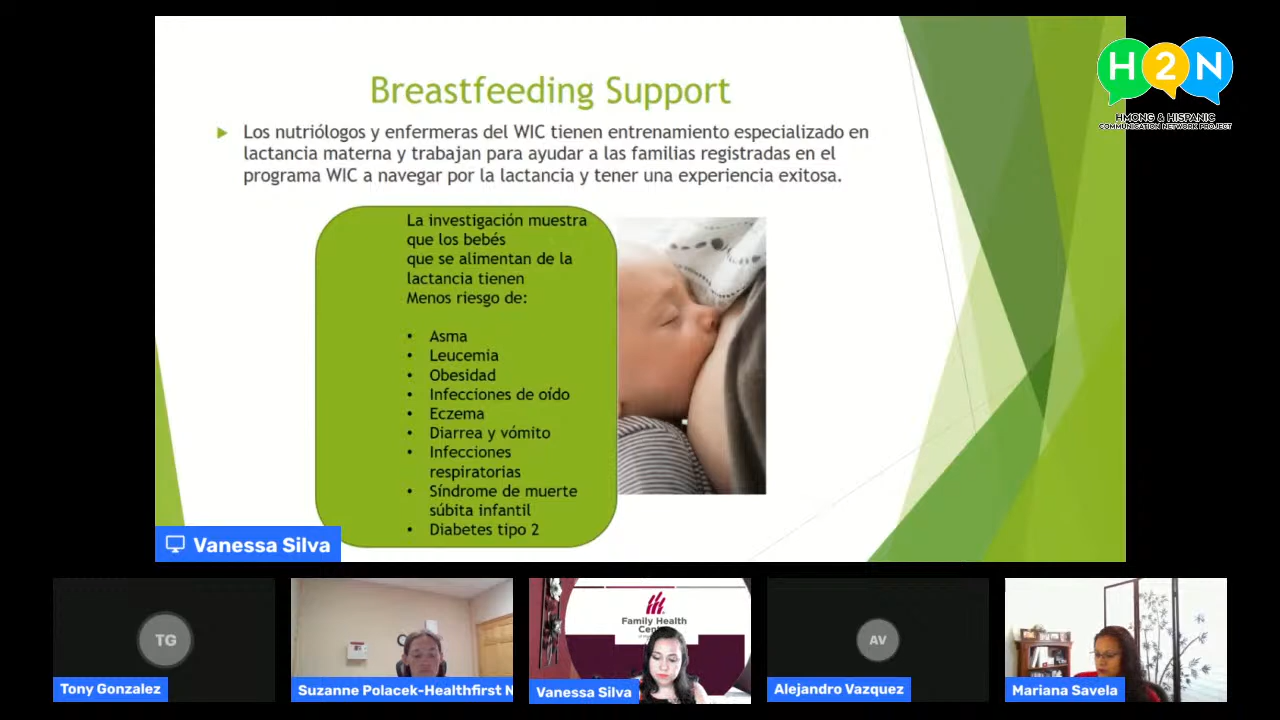 Breastfeeding Support
H2N
HMONG & HISPANIC
COMMUNICATION NETWORK PROJECT
Los nutriólogos y enfermeras del WIC tienen entrenamiento especializado en
lactancia materna y trabajan para ayudar a las familias registradas en el
programa WIC a navegar por la lactancia y tener una experiencia exitosa.
La investigación muestra
que los bebés
que se alimentan de la
lactancia tienen
Menos riesgo de:
• Asma
• Leucemia
• Obesidad
• Infecciones de oído
• Eczema
• Diarrea y vómito
• Infecciones
respiratorias
• Síndrome de muerte
súbita infantil
• Diabetes tipo 2
Vanessa Silva
TG
Tony Gonzalez
Suzanne Polacek-Healthfirst N
Family Health
Vanessa Silva
AV
Alejandro Vazquez
Mariana Savela